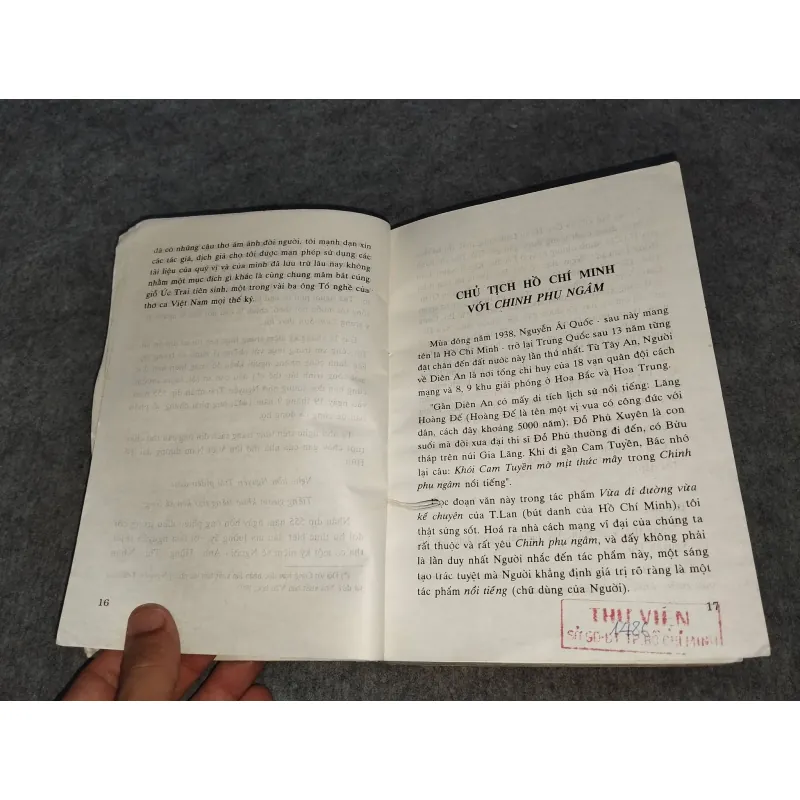 đã có những câu thơ ám ảnh đời người, tôi mạnh dạn xin
các tác giả, dịch giả cho tôi được mạn phép sử dụng các
tài liệu của quý vị và của mình đã lưu trữ lâu nay không
nhằm một mục đích gì khác là cùng chung mâm bát cúng
giỗ Ức Trai tiên sinh, một trong vài ba ông Tổ nghề của
thơ ca Việt Nam mọi thế kỷ.
16
CHỦ TỊCH HỒ CHÍ MINH
VỚI CHINH PHỤ NGÂM
Mùa đông năm 1938, Nguyễn Ái Quốc - sau này mang
tên là Hồ Chí Minh - trở lại Trung Quốc sau 13 năm từng
đặt chân đến đất nước này lần thứ nhất. Từ Tây An, Người
về Diên An là nơi tổng chỉ huy của 18 vạn quân đội cách
mạng và 8, 9 khu giải phóng ở Hoa Bắc và Hoa Trung.
"Gần Diên An có mấy di tích lịch sử nổi tiếng: Lăng
Hoàng Đế (Hoàng Đế là tên một vị vua có công đức với
dân, cách đây khoảng 5000 năm); Đỗ Phủ Xuyên là con
suối mà đời xưa đại thi sĩ Đỗ Phủ thường đi đến, có Bửu
tháp trên núi Gia Lăng. Khi đi gần Cam Tuyền, Bác nhớ
lại câu: Khói Cam Tuyền mờ mịt thức mây trong Chinh
phụ ngâm nổi tiếng".
Đọc đoạn văn này trong tác phẩm Vừa đi đường vừa
kể chuyện của T.Lan (bút danh của Hồ Chí Minh), tôi
thật sửng sốt. Hoá ra nhà cách mạng vĩ đại của chúng ta
rất thuộc và rất yêu Chinh phụ ngâm, và đấy không phải
là lần duy nhất Người nhắc đến tác phẩm này, một sáng
tạo trác tuyệt mà Người khẳng định giá trị rõ ràng là một
tác phẩm nổi tiếng (chữ dùng của Người).
17
THƯ VIỆN
SỞ GD-ĐT TP.HỒ CHÍ MINH